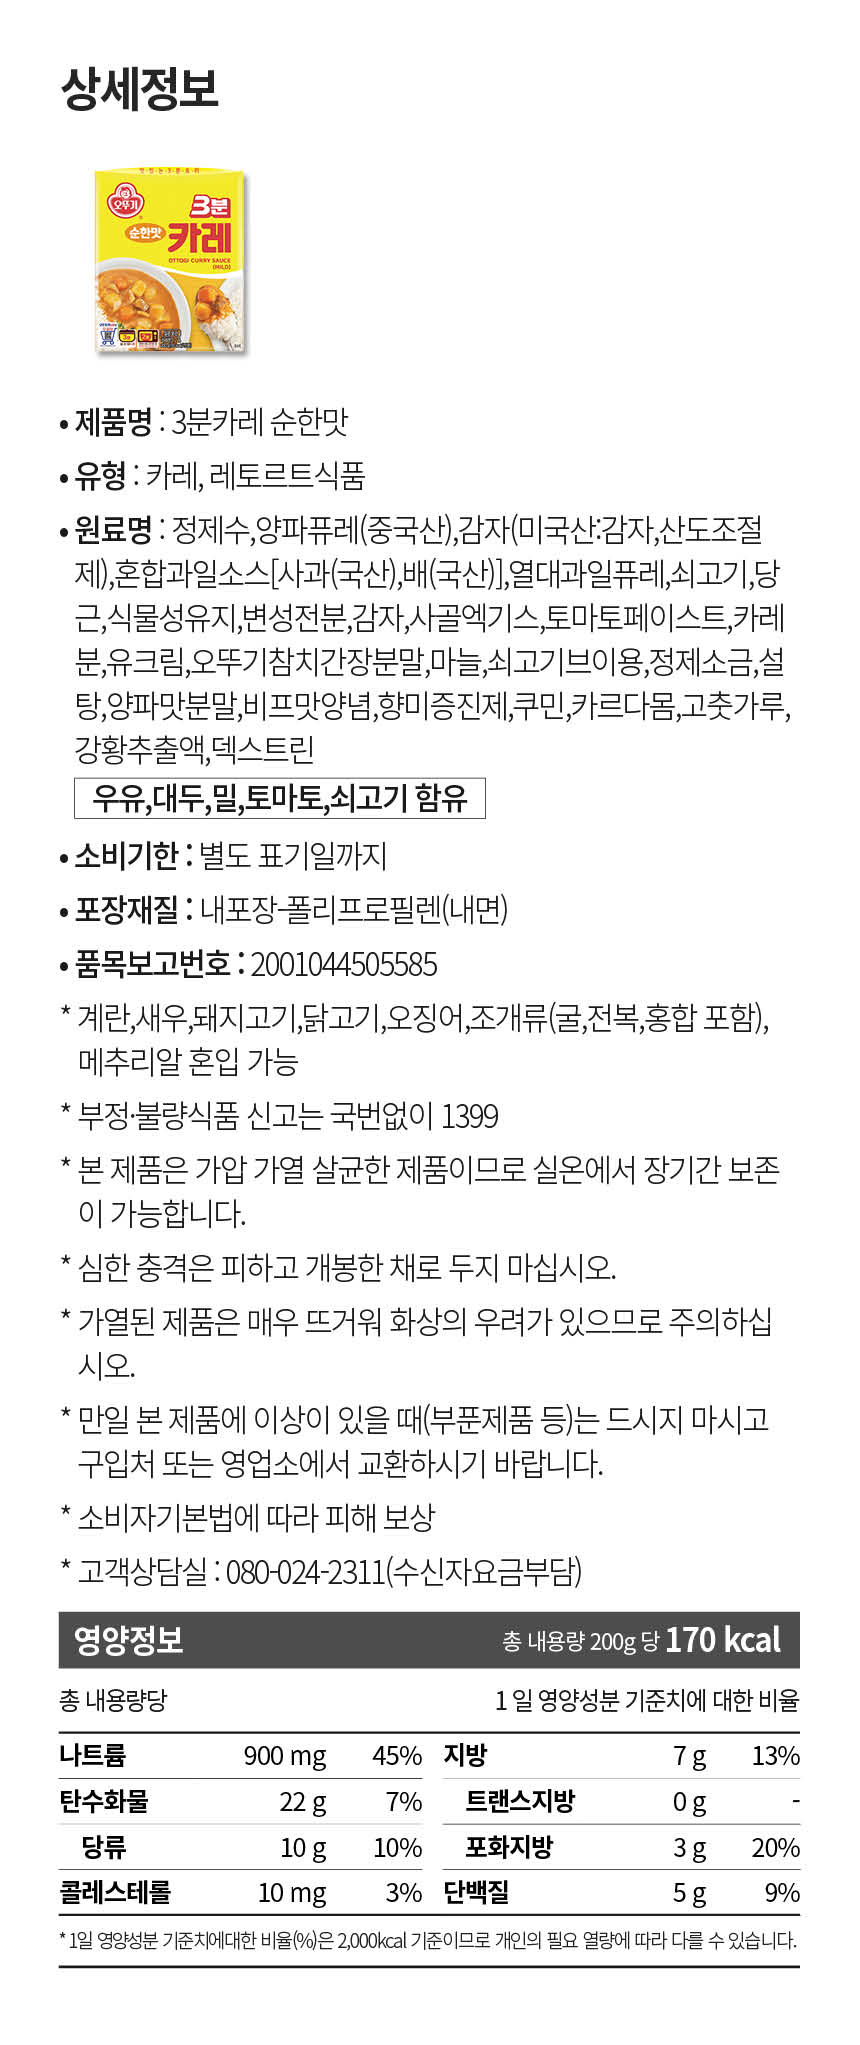 상세정보
맛있는3분요리
오뚜기
3분
순한맛 카레
OTTOGI CURRY SAUCE
(MILD)
• 제품명 : 3분카레 순한맛
• 유형 : 카레, 레토르트식품
• 원료명 : 정제수,양파퓨레(중국산),감자(미국산:감자,산도조절
제),혼합과일소스[사과(국산),배(국산)],열대과일퓨레,쇠고기,당
근,식물성유지,변성전분,감자,사골엑기스,토마토페이스트,카레
분,유크림,오뚜기참치간장분말,마늘,쇠고기브이용,정제소금,설
탕,양파맛분말,비프맛양념,향미증진제,쿠민,카르다몸,고춧가루,
강황추출액,덱스트린
우유,대두,밀,토마토,쇠고기 함유
• 소비기한 : 별도 표기일까지
• 포장재질 : 내포장-폴리프로필렌(내면)
• 품목보고번호 : 2001044505585
* 계란,새우,돼지고기,닭고기,오징어,조개류(굴,전복,홍합 포함),
메추리알 혼입 가능
* 부정·불량식품 신고는 국번없이 1399
* 본 제품은 가압 가열 살균한 제품이므로 실온에서 장기간 보존
이 가능합니다.
* 심한 충격은 피하고 개봉한 채로 두지 마십시오.
* 가열된 제품은 매우 뜨거워 화상의 우려가 있으므로 주의하십
시오.
* 만일 본 제품에 이상이 있을 때(부푼제품 등)는 드시지 마시고
구입처 또는 영업소에서 교환하시기 바랍니다.
* 소비자기본법에 따라 피해 보상
* 고객상담실 : 080-024-2311(수신자요금부담)
영양정보 총 내용량 200g 당 170 kcal
총 내용량당 1 일 영양성분 기준치에 대한 비율
나트륨 900 mg 45% 지방 7 g 13%
탄수화물 22 g 7% 트랜스지방 0 g -
당류 10 g 10% 포화지방 3 g 20%
콜레스테롤 10 mg 3% 단백질 5 g 9%
* 1일 영양성분 기준치에대한 비율(%)은 2,000kcal 기준이므로 개인의 필요 열량에 따라 다를 수 있습니다.